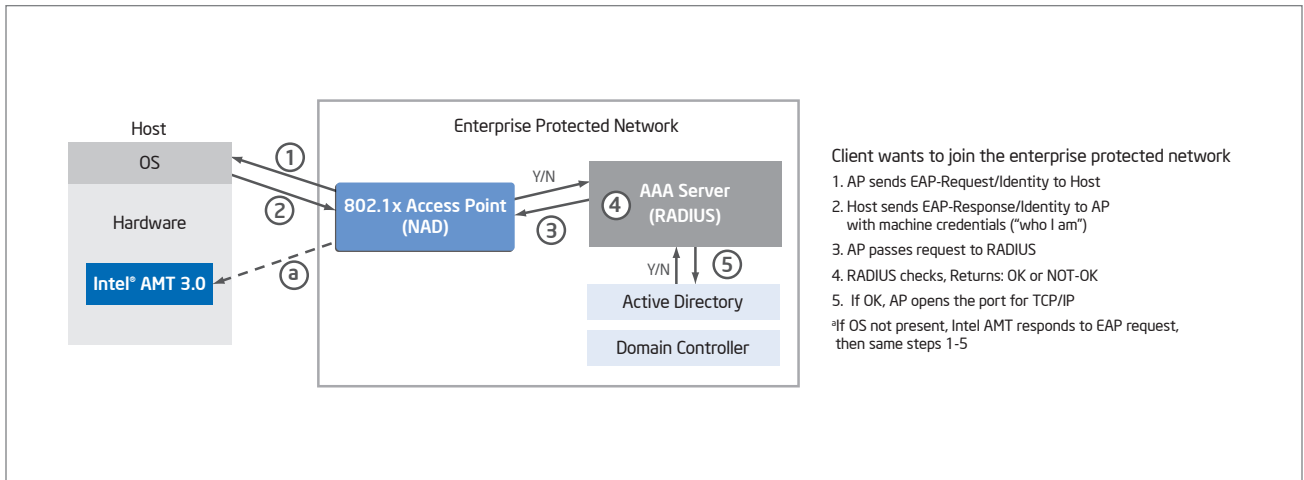 Host
OS
Hardware
Intel® AMT 3.0
1
2
a
Enterprise Protected Network
802.1x Access Point
(NAD)
Y/N
3
4
AAA Server
(RADIUS)
Y/N
5
Active Directory
Domain Controller
Client wants to join the enterprise protected network
1. AP sends EAP-Request/Identity to Host
2. Host sends EAP-Response/Identity to AP
with machine credentials (“who I am”)
3. AP passes request to RADIUS
4. RADIUS checks, Returns: OK or NOT-OK
5. If OK, AP opens the port for TCP/IP
ᵃIf OS not present, Intel AMT responds to EAP request,
then same steps 1-5